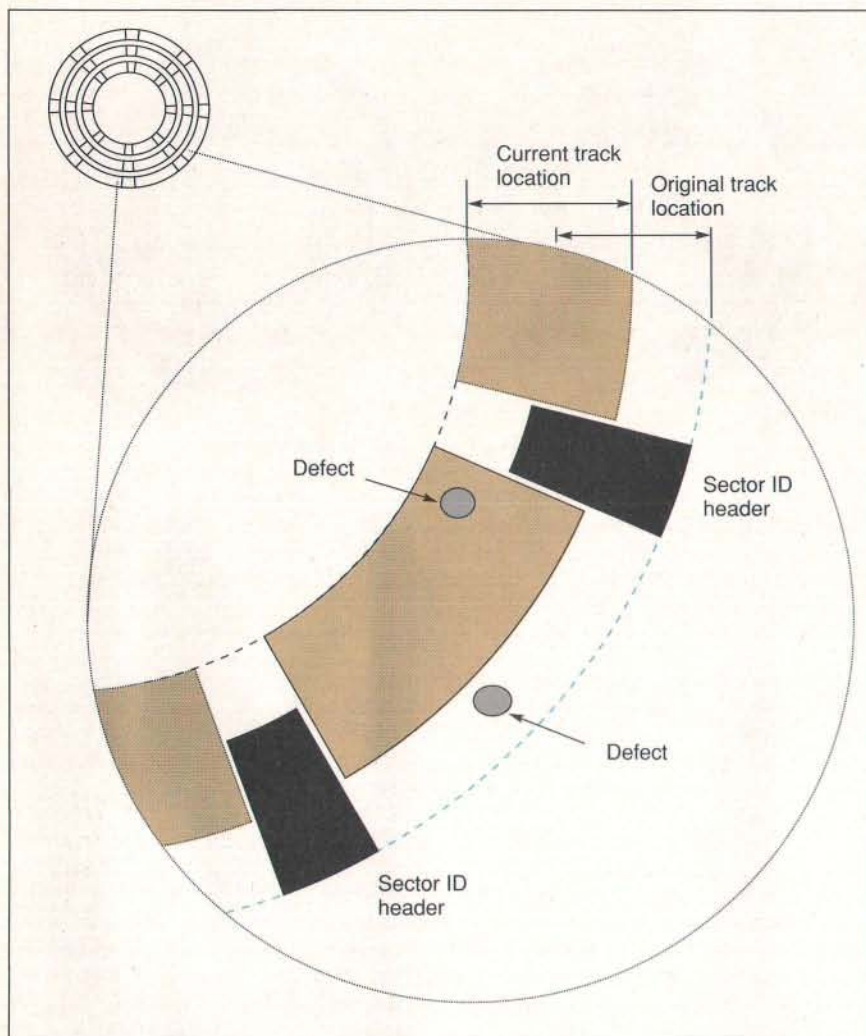 Current track
location
Original track
location
Defect
Sector ID
header
Defect
Sector ID
header